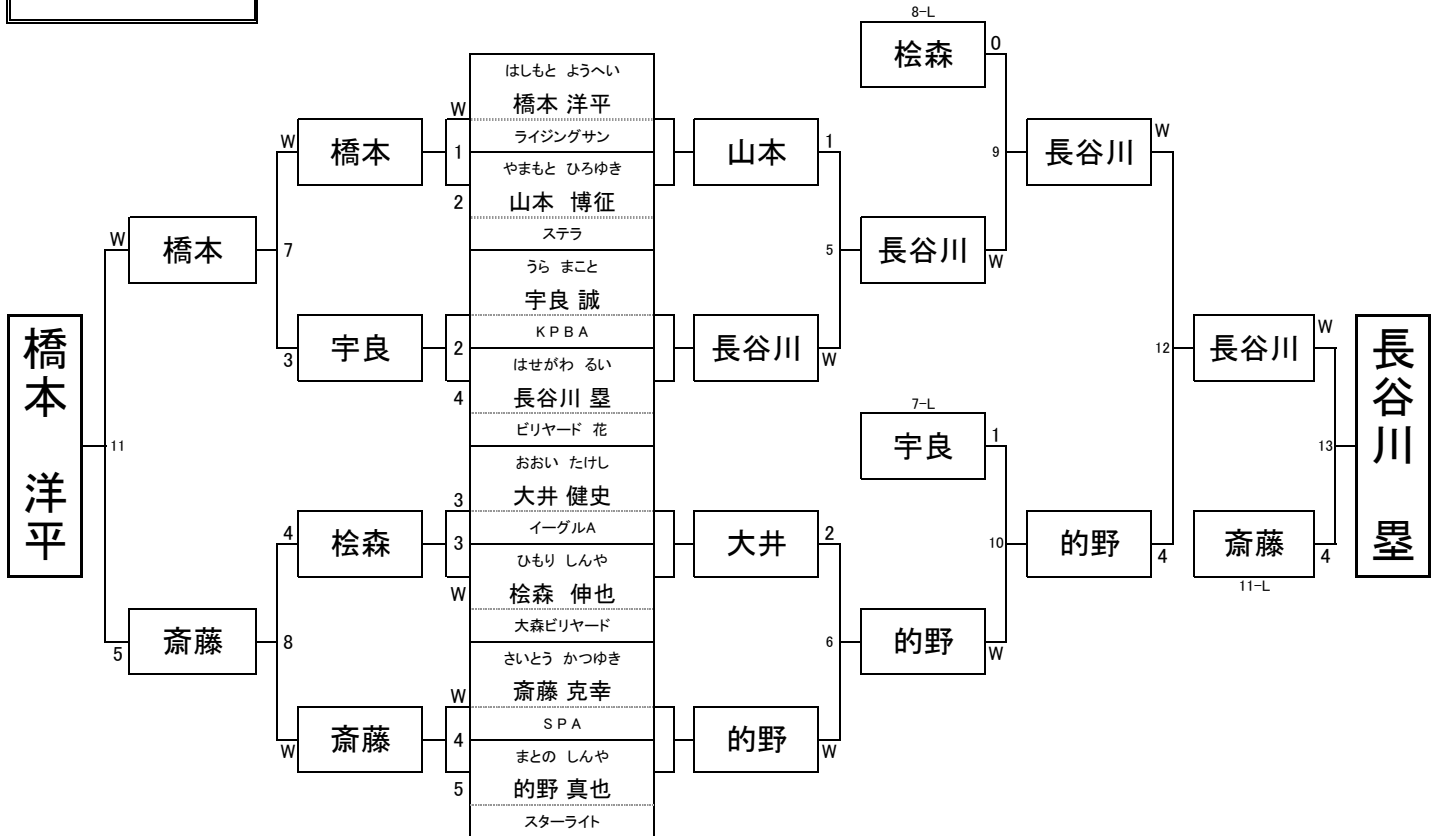 8-L
桧森
0
はしもと ようへい
W
橋本 洋平
W
橋本
1
ライジングサン
山本
1
9
長谷川
W
やまもと ひろゆき
2
山本 博征
ステラ
W
橋本
7
5
長谷川
W
うら まこと
宇良 誠
橋本 洋平
3
宇良
2
KPBA
長谷川
W
12
長谷川
W
長谷川 塁
はせがわ るい
4
長谷川 塁
ビリヤード 花
7-L
宇良
1
11
13
おおい たけし
3
大井 健史
4
桧森
3
イーグルA
大井
2
10
的野
4
斎藤
4
11-L
ひもり しんや
W
桧森 伸也
大森ビリヤード
5
斎藤
8
6
的野
W
さいとう かつゆき
W
斎藤 克幸
W
斎藤
4
SPA
的野
W
まとの しんや
5
的野 真也
スターライト